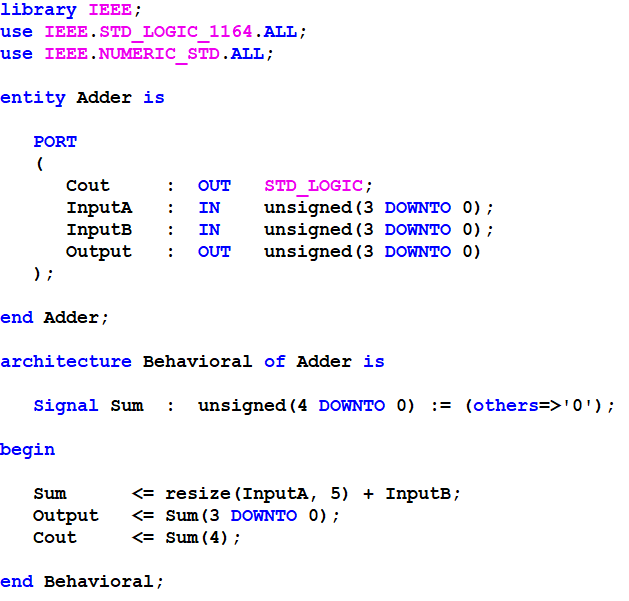 library IEEE;
use IEEE.STD_LOGIC_1164.ALL;
use IEEE.NUMERIC_STD.ALL;
entity Adder is
PORT
(
Cout : OUT STD_LOGIC;
InputA : IN unsigned(3 DOWNTO 0);
InputB : IN unsigned(3 DOWNTO 0);
Output : OUT unsigned(3 DOWNTO 0)
);
end Adder;
architecture Behavioral of Adder is
Signal Sum : unsigned(4 DOWNTO 0) := (others=>'0');
begin
Sum <= resize(InputA, 5) + InputB;
Output <= Sum(3 DOWNTO 0);
Cout <= Sum(4);
end Behavioral;